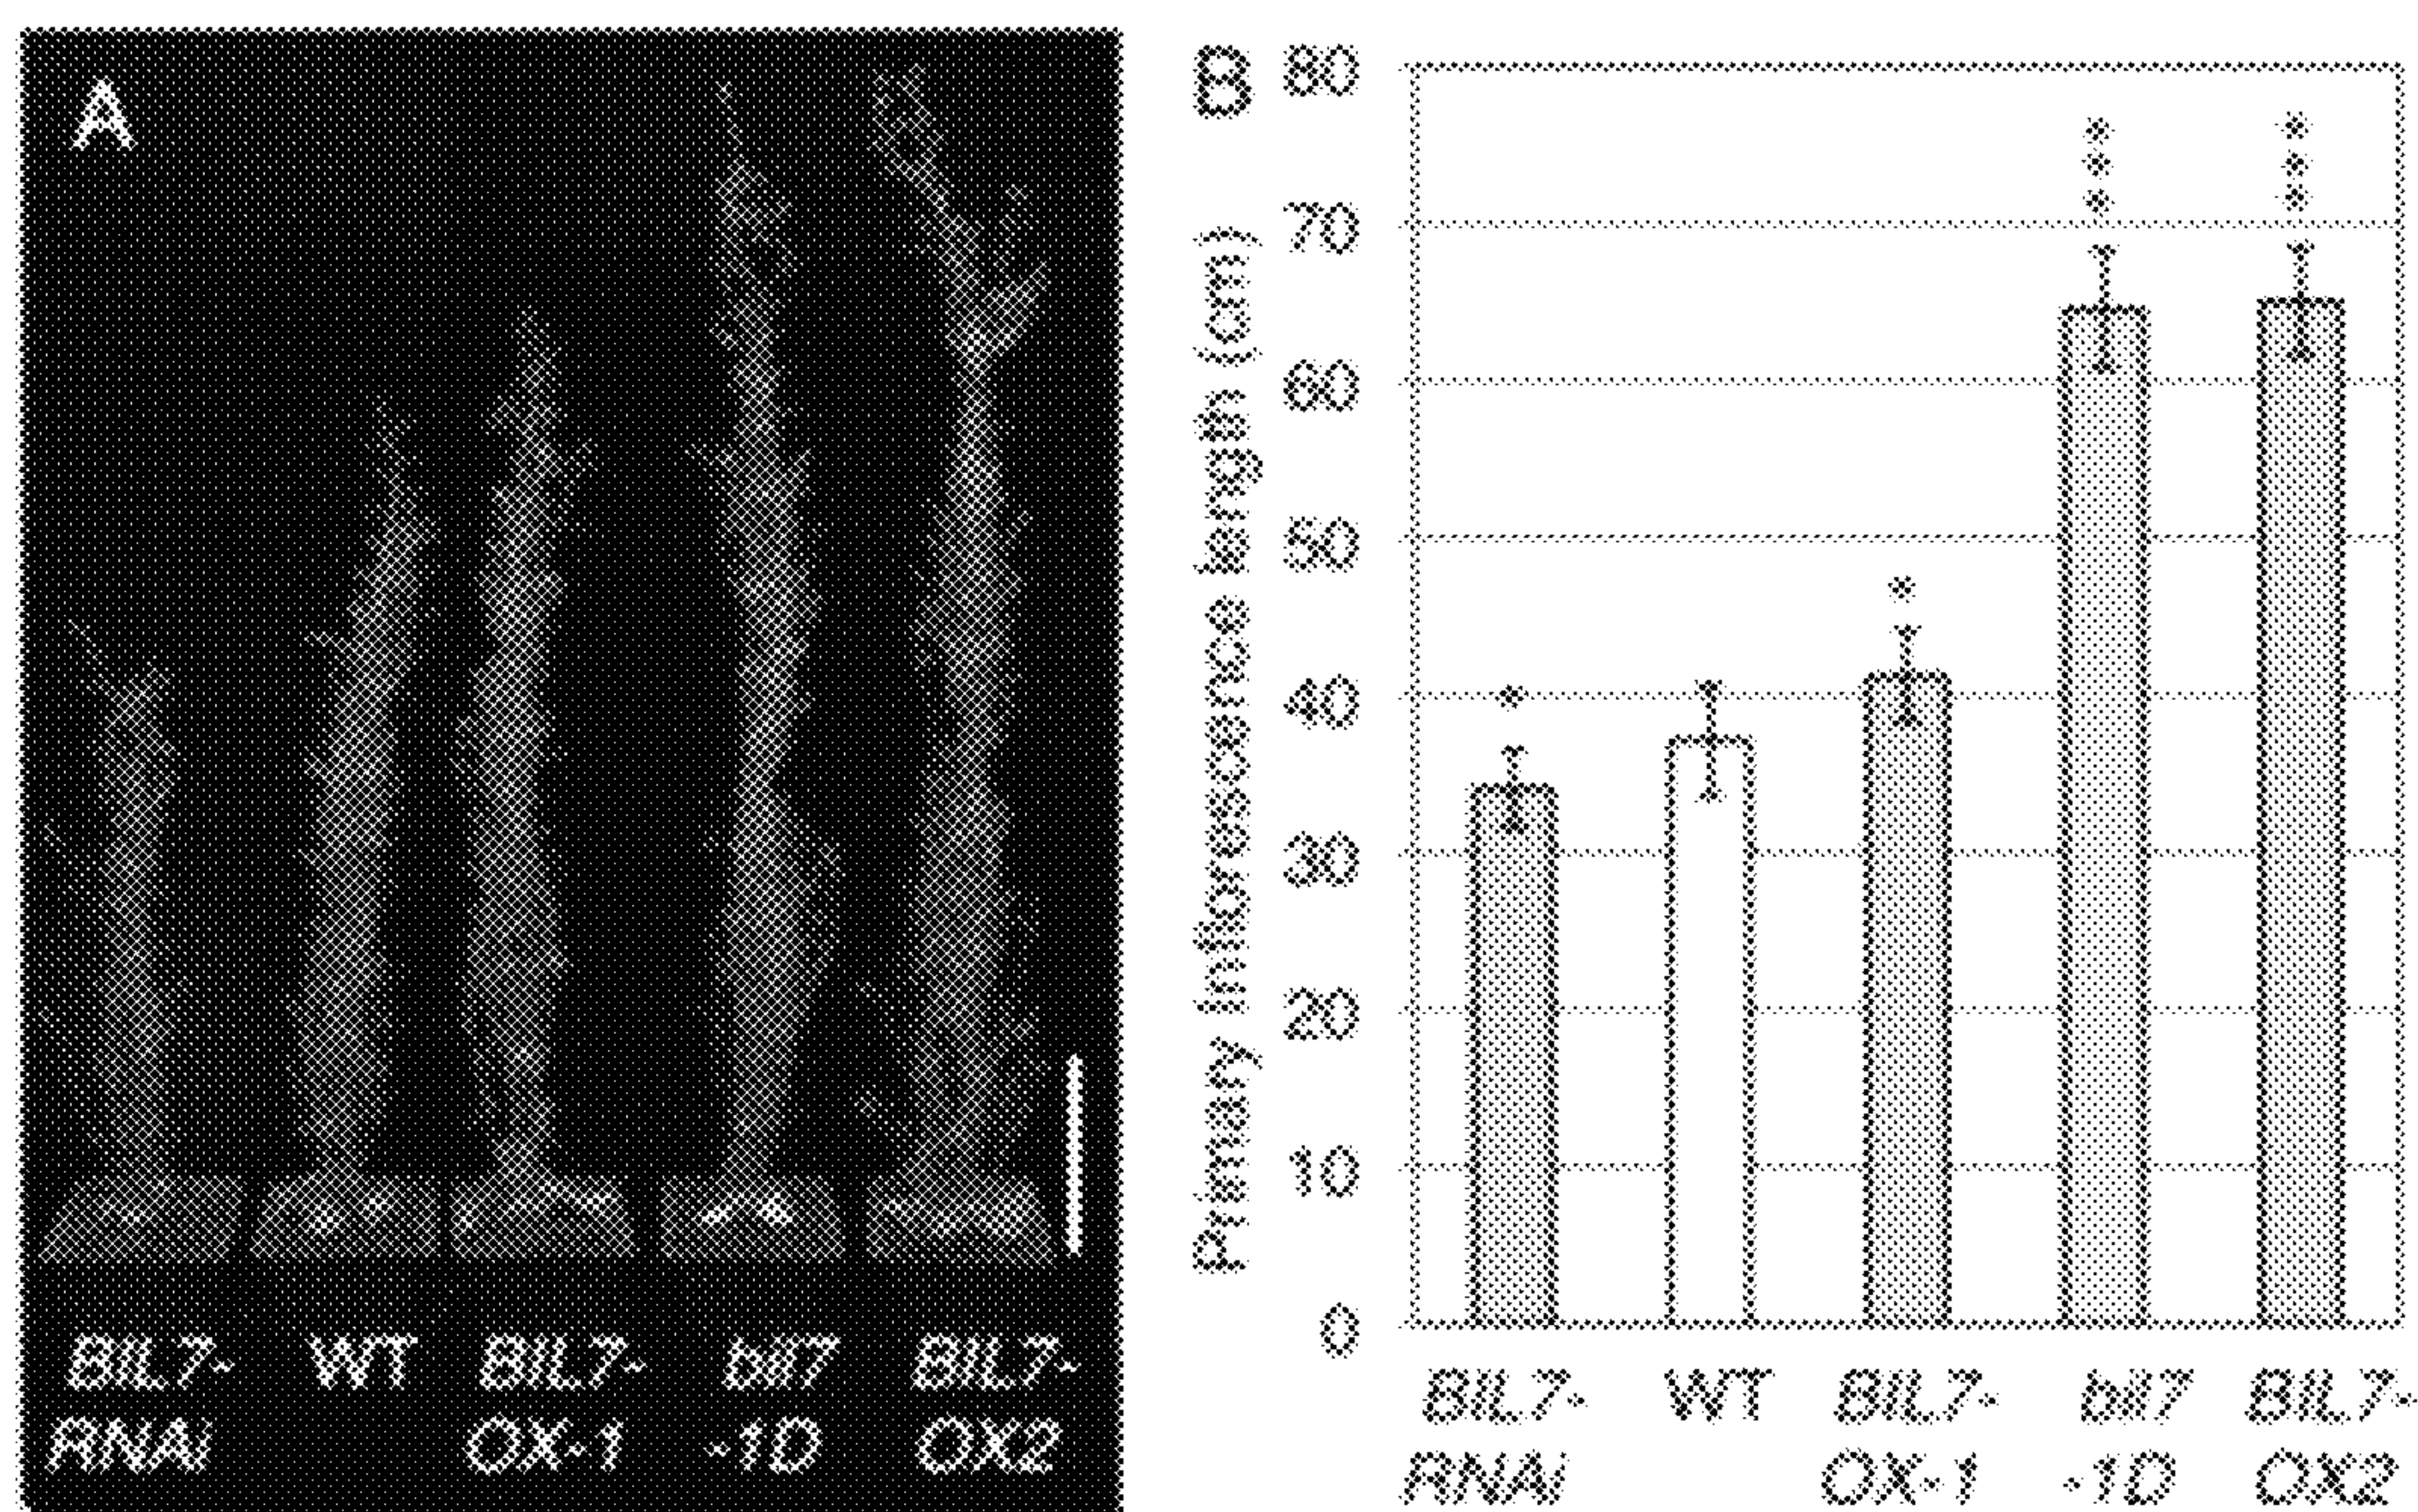 A
BIL7-
RNAi
WT
BIL7-
OX-1
bil7
-1D
BIL7-
OX2
B
Primary inflorescence length (cm)
80
70
60
50
40
30
20
10
0
*
*
***
***
BIL7-
RNAi
WT
BIL7-
OX-1
bil7
-1D
BIL7-
OX2